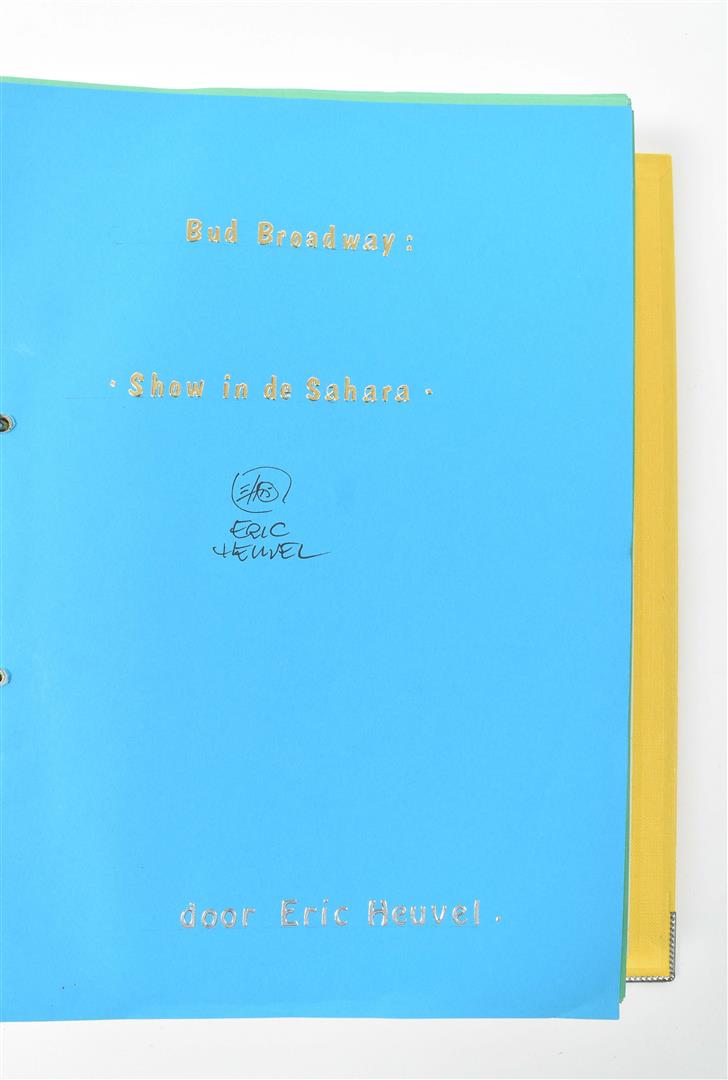 Bud Broadway:
· Show in de Sahara ·
ERIC
HEUVEL
door Eric Heuvel.